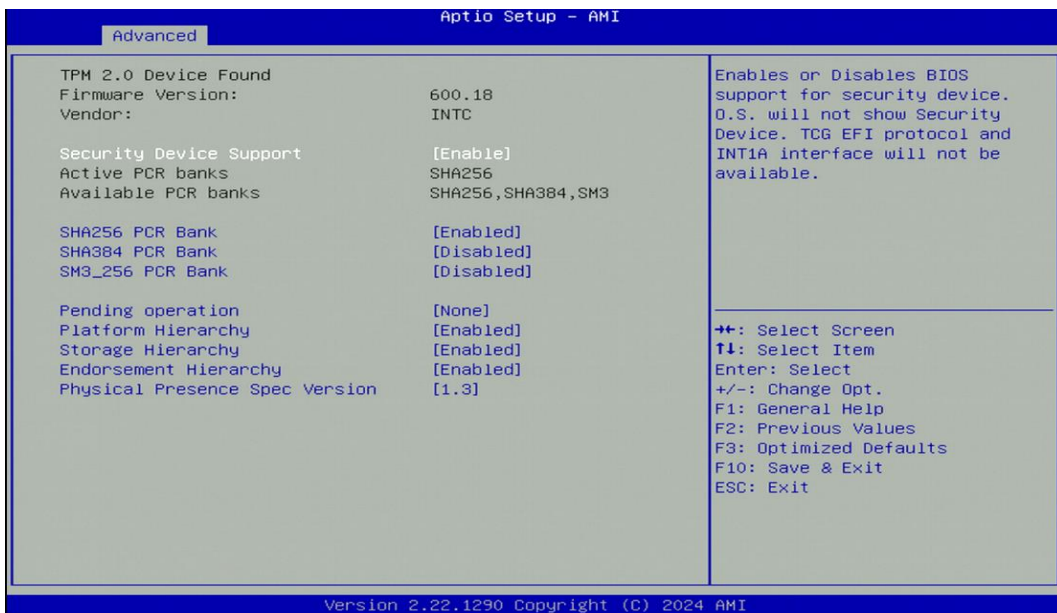 Aptio Setup – AMI
Advanced
TPM 2.0 Device Found
Firmware Version: 600.18
Vendor: INTC
Security Device Support [Enable]
Active PCR banks SHA256
Available PCR banks SHA256,SHA384,SM3
SHA256 PCR Bank [Enabled]
SHA384 PCR Bank [Disabled]
SM3_256 PCR Bank [Disabled]
Pending operation [None]
Platform Hierarchy [Enabled]
Storage Hierarchy [Enabled]
Endorsement Hierarchy [Enabled]
Physical Presence Spec Version [1.3]
Enables or Disables BIOS
support for security device.
O.S. will not show Security
Device. TCG EFI protocol and
INT1A interface will not be
available.
→←: Select Screen
↑↓: Select Item
Enter: Select
+/-: Change Opt.
F1: General Help
F2: Previous Values
F3: Optimized Defaults
F10: Save & Exit
ESC: Exit
Version 2.22.1290 Copyright (C) 2024 AMI